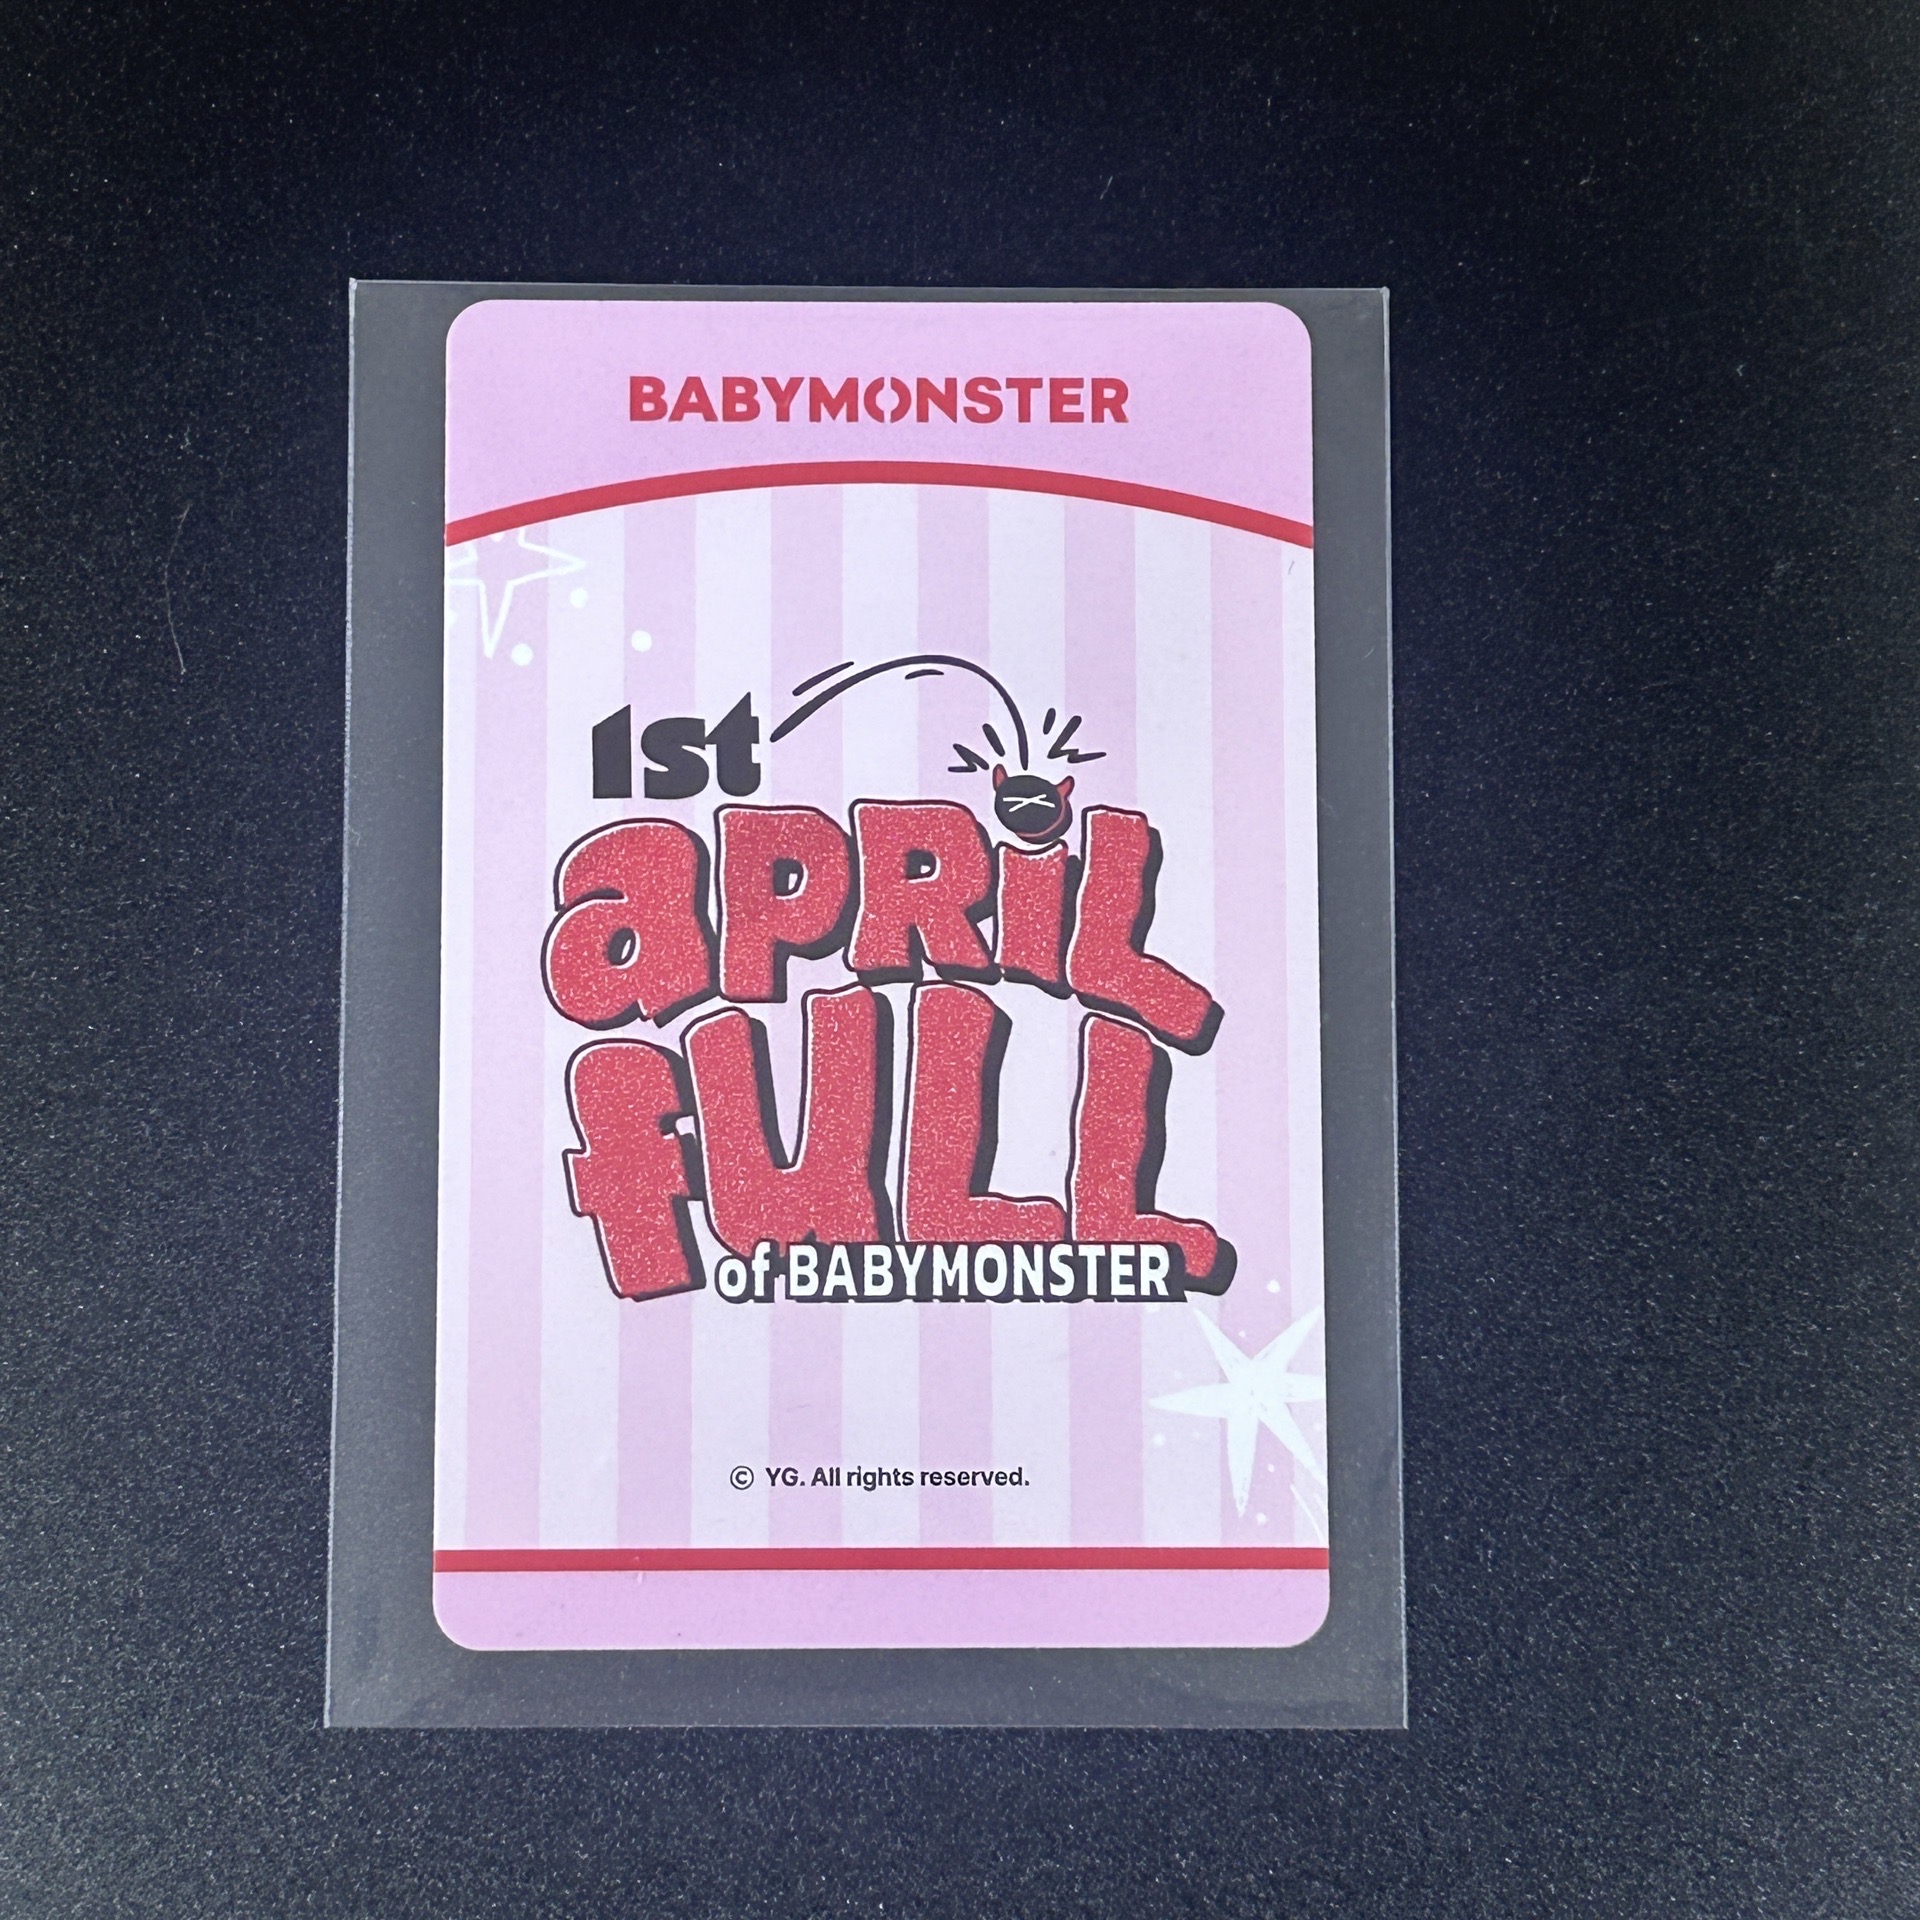 BABYMONSTER
1st
aPRiL
fULL
of BABYMONSTER
© YG. All rights reserved.